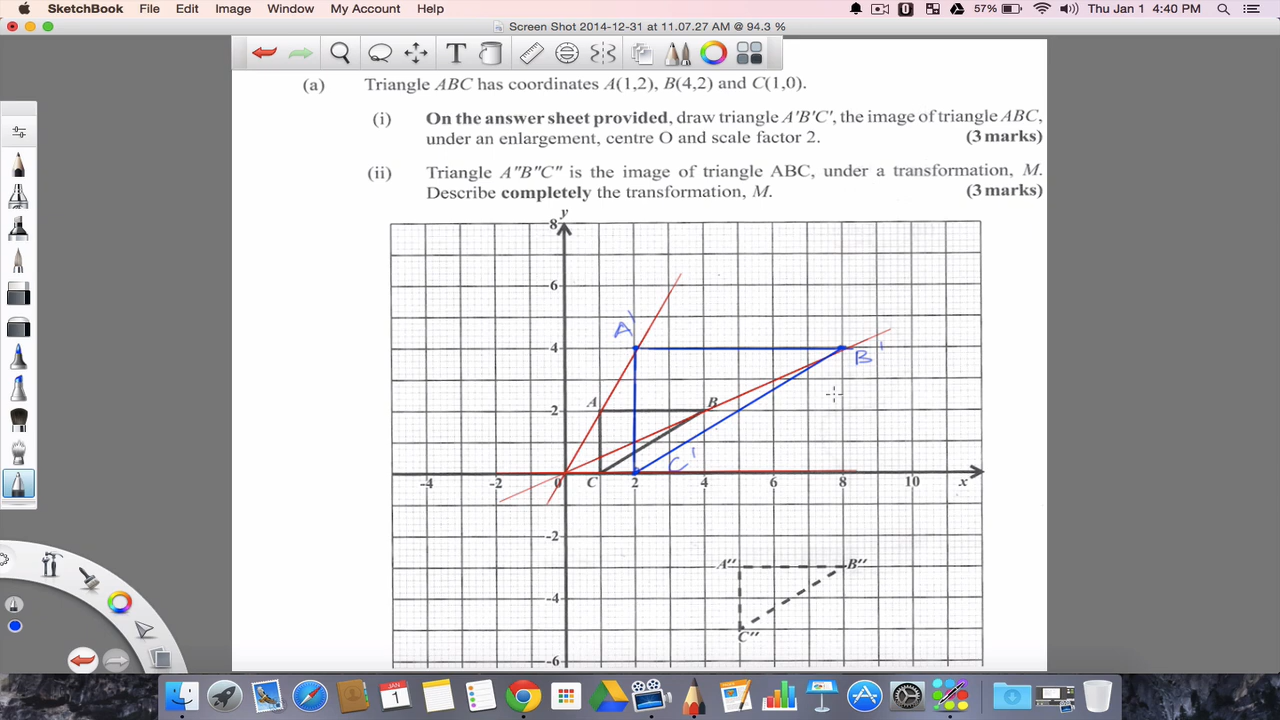 SketchBook File Edit Image Window My Account Help 57% Thu Jan 1 4:40 PM
Screen Shot 2014-12-31 at 11.07.27 AM @ 94.3 %
T
(a) Triangle ABC has coordinates A(1,2), B(4,2) and C(1,0).
(i) On the answer sheet provided, draw triangle A'B'C', the image of triangle ABC,
under an enlargement, centre O and scale factor 2. (3 marks)
(ii) Triangle A"B"C" is the image of triangle ABC, under a transformation, M.
Describe completely the transformation, M. (3 marks)
y
8
6
A'
4
B'
A B
2
C'
-4 -2 0 C 2 4 6 8 10 x
-2
A" B"
-4
C"
-6
JAN
1